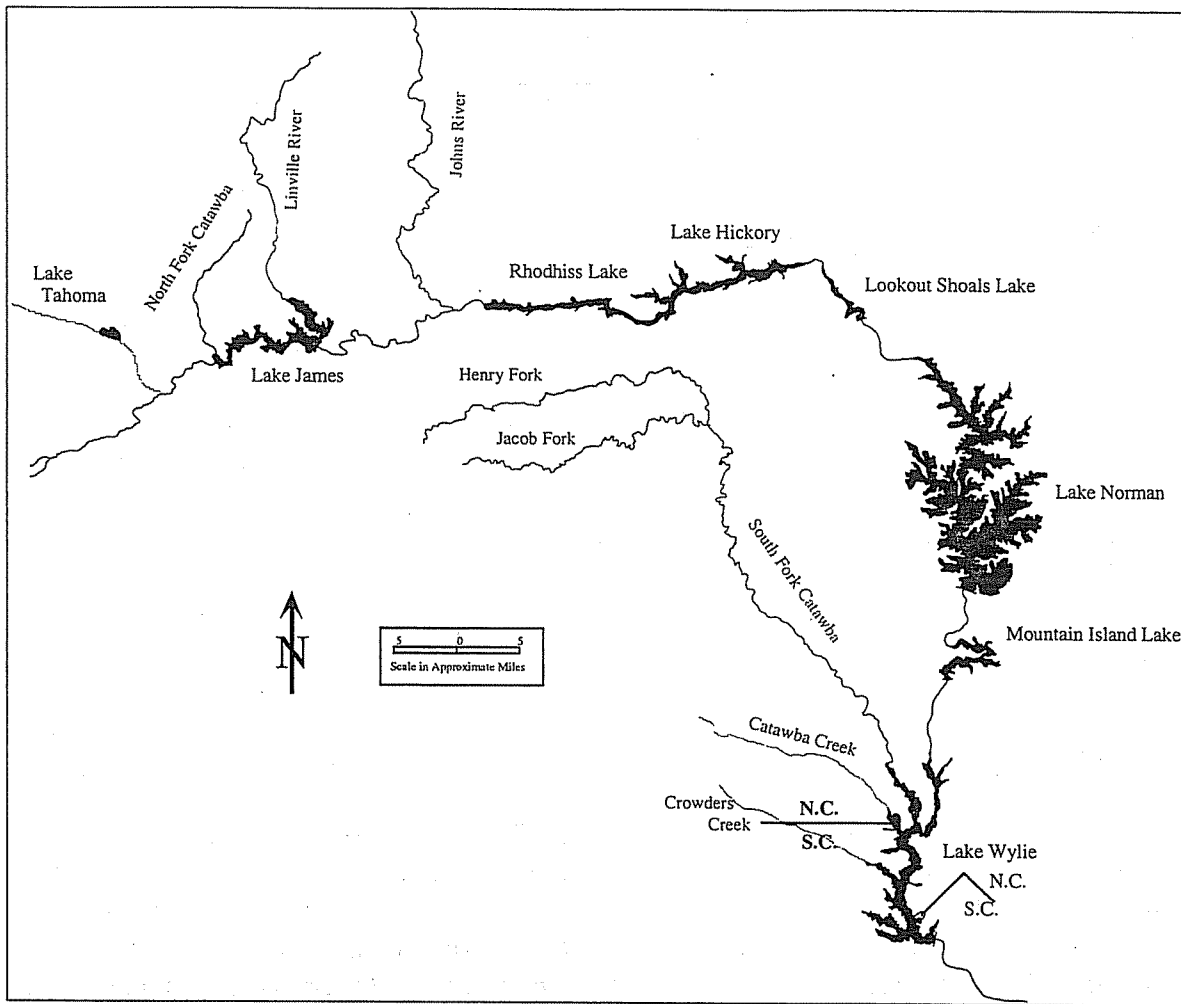 Linville River
Johns River
North Fork Catawba
Lake
Tahoma
Lake James
Rhodhiss Lake
Lake Hickory
Lookout Shoals Lake
Henry Fork
Jacob Fork
Lake Norman
South Fork Catawba
N
5 0 5
Scale in Approximate Miles
Mountain Island Lake
Catawba Creek
Crowders
Creek
N.C.
S.C.
Lake Wylie
N.C.
S.C.